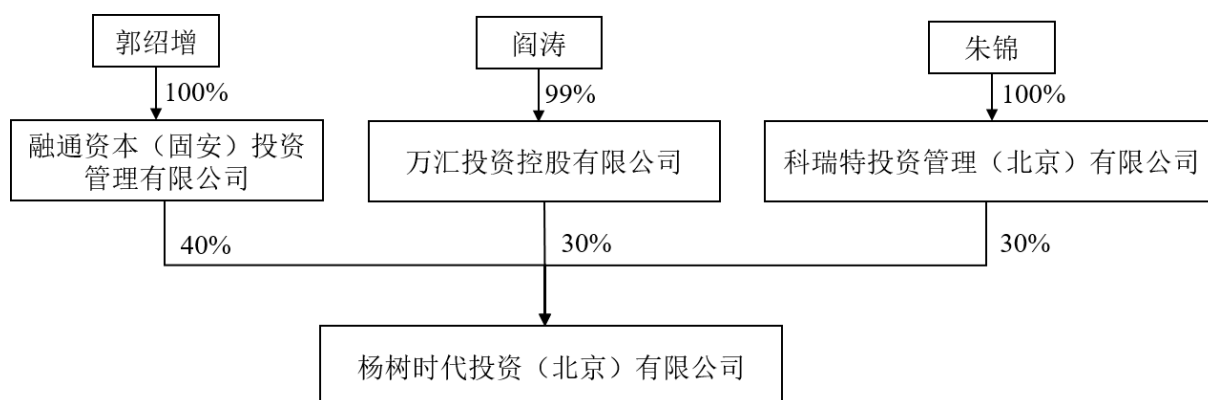 郭绍增
阎涛
朱锦
100%
99%
100%
融通资本（固安）投资
管理有限公司
万汇投资控股有限公司
科瑞特投资管理（北京）有限公司
40%
30%
30%
杨树时代投资（北京）有限公司